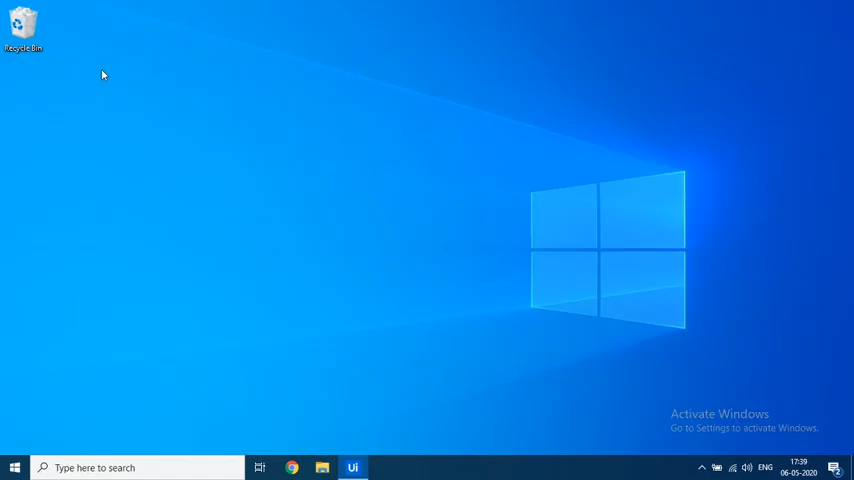 Recycle Bin
Activate Windows
Go to Settings to activate Windows.
Type here to search
Ui
ENG
17:39
06-05-2020
2